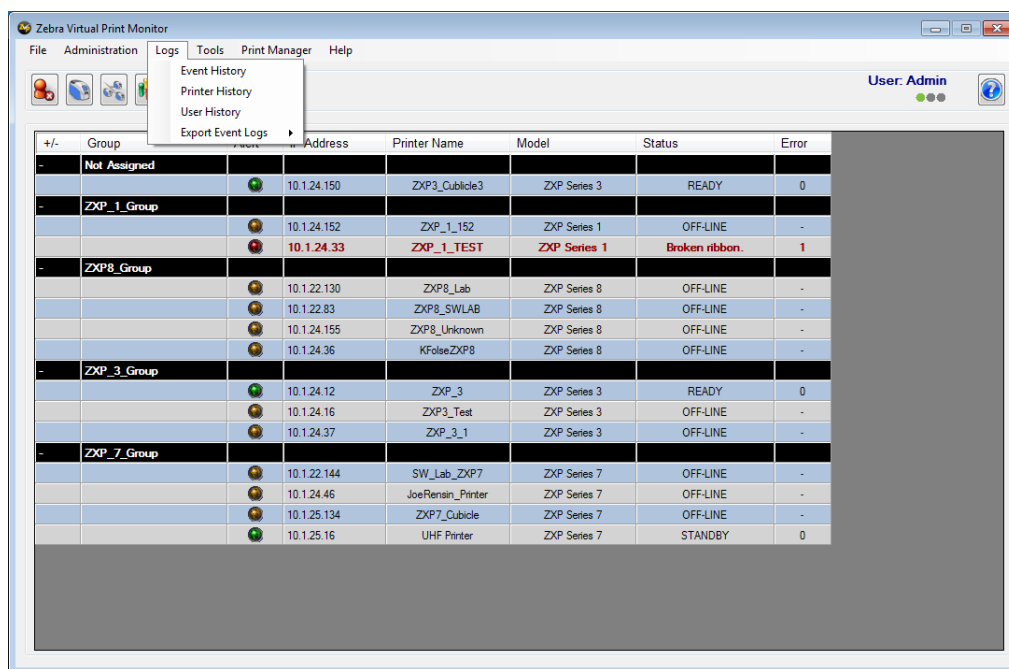 Zebra Virtual Print Monitor
File Administration Logs Tools Print Manager Help
Event History
Printer History
User History
Export Event Logs
User: Admin
+/- Group Address Printer Name Model Status Error
- Not Assigned
10.1.24.150 ZXP3_Cublicle3 ZXP Series 3 READY 0
- ZXP_1_Group
10.1.24.152 ZXP_1_152 ZXP Series 1 OFF-LINE -
10.1.24.33 ZXP_1_TEST ZXP Series 1 Broken ribbon. 1
- ZXP8_Group
10.1.22.130 ZXP8_Lab ZXP Series 8 OFF-LINE -
10.1.22.83 ZXP8_SWLAB ZXP Series 8 OFF-LINE -
10.1.24.155 ZXP8_Unknown ZXP Series 8 OFF-LINE -
10.1.24.36 KFolseZXP8 ZXP Series 8 OFF-LINE -
- ZXP_3_Group
10.1.24.12 ZXP_3 ZXP Series 3 READY 0
10.1.24.16 ZXP3_Test ZXP Series 3 OFF-LINE -
10.1.24.37 ZXP_3_1 ZXP Series 3 OFF-LINE -
- ZXP_7_Group
10.1.22.144 SW_Lab_ZXP7 ZXP Series 7 OFF-LINE -
10.1.24.46 JoeRensin_Printer ZXP Series 7 OFF-LINE -
10.1.25.134 ZXP7_Cubicle ZXP Series 7 OFF-LINE -
10.1.25.16 UHF Printer ZXP Series 7 STANDBY 0